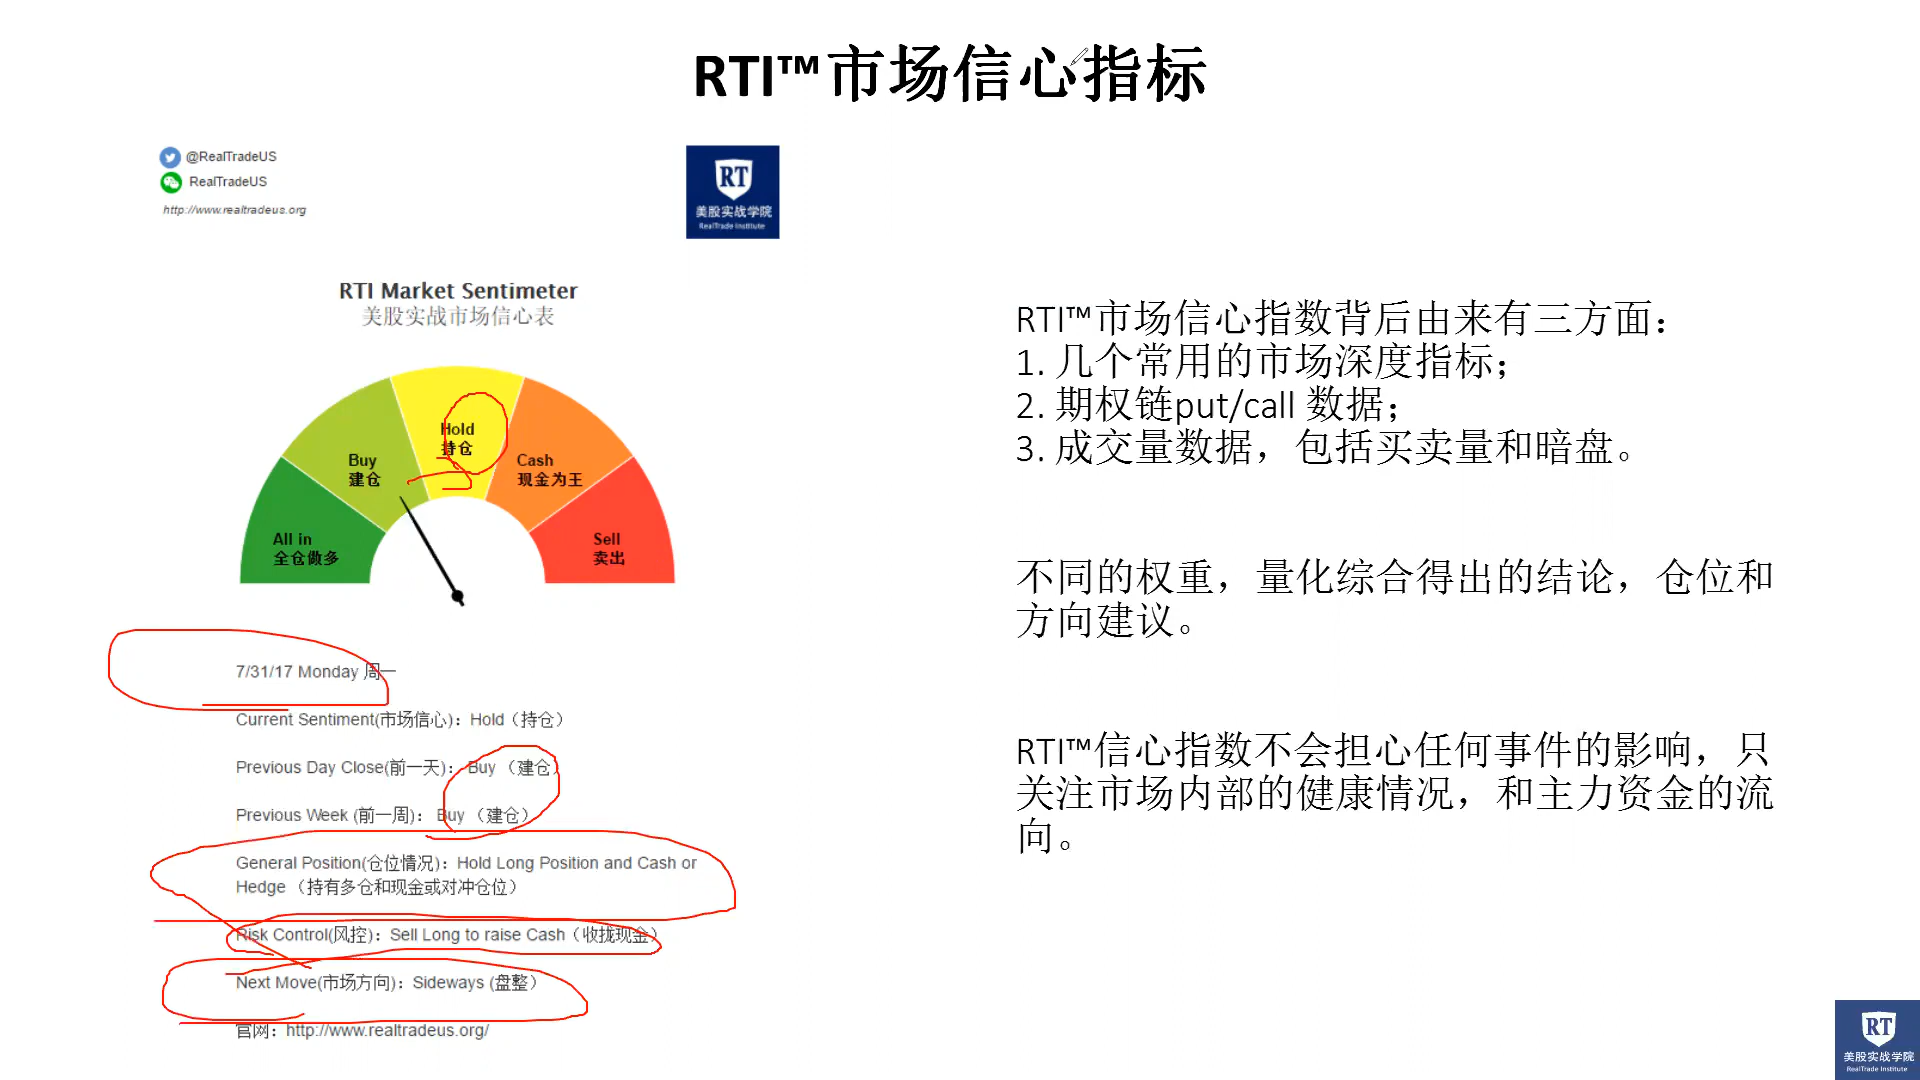 RTI™市场信心指标
@RealTradeUS
RealTradeUS
http://www.realtradeus.org
RT
美股实战学院
RealTrade Institute
RTI Market Sentimeter
美股实战市场信心表
Hold
持仓
Buy
建仓
Cash
现金为王
All in
全仓做多
Sell
卖出
7/31/17 Monday 周一
Current Sentiment(市场信心)：Hold（持仓）
Previous Day Close(前一天)： Buy （建仓）
Previous Week (前一周)： Buy （建仓）
General Position(仓位情况)：Hold Long Position and Cash or
Hedge （持有多仓和现金或对冲仓位）
Risk Control(风控)：Sell Long to raise Cash（收拢现金）
Next Move(市场方向)：Sideways (盘整）
官网：http://www.realtradeus.org/
RTI™市场信心指数背后由来有三方面：
1. 几个常用的市场深度指标；
2. 期权链put/call 数据；
3. 成交量数据，包括买卖量和暗盘。
不同的权重，量化综合得出的结论，仓位和
方向建议。
RTI™信心指数不会担心任何事件的影响，只
关注市场内部的健康情况，和主力资金的流
向。
RT
美股实战学院
RealTrade Institute